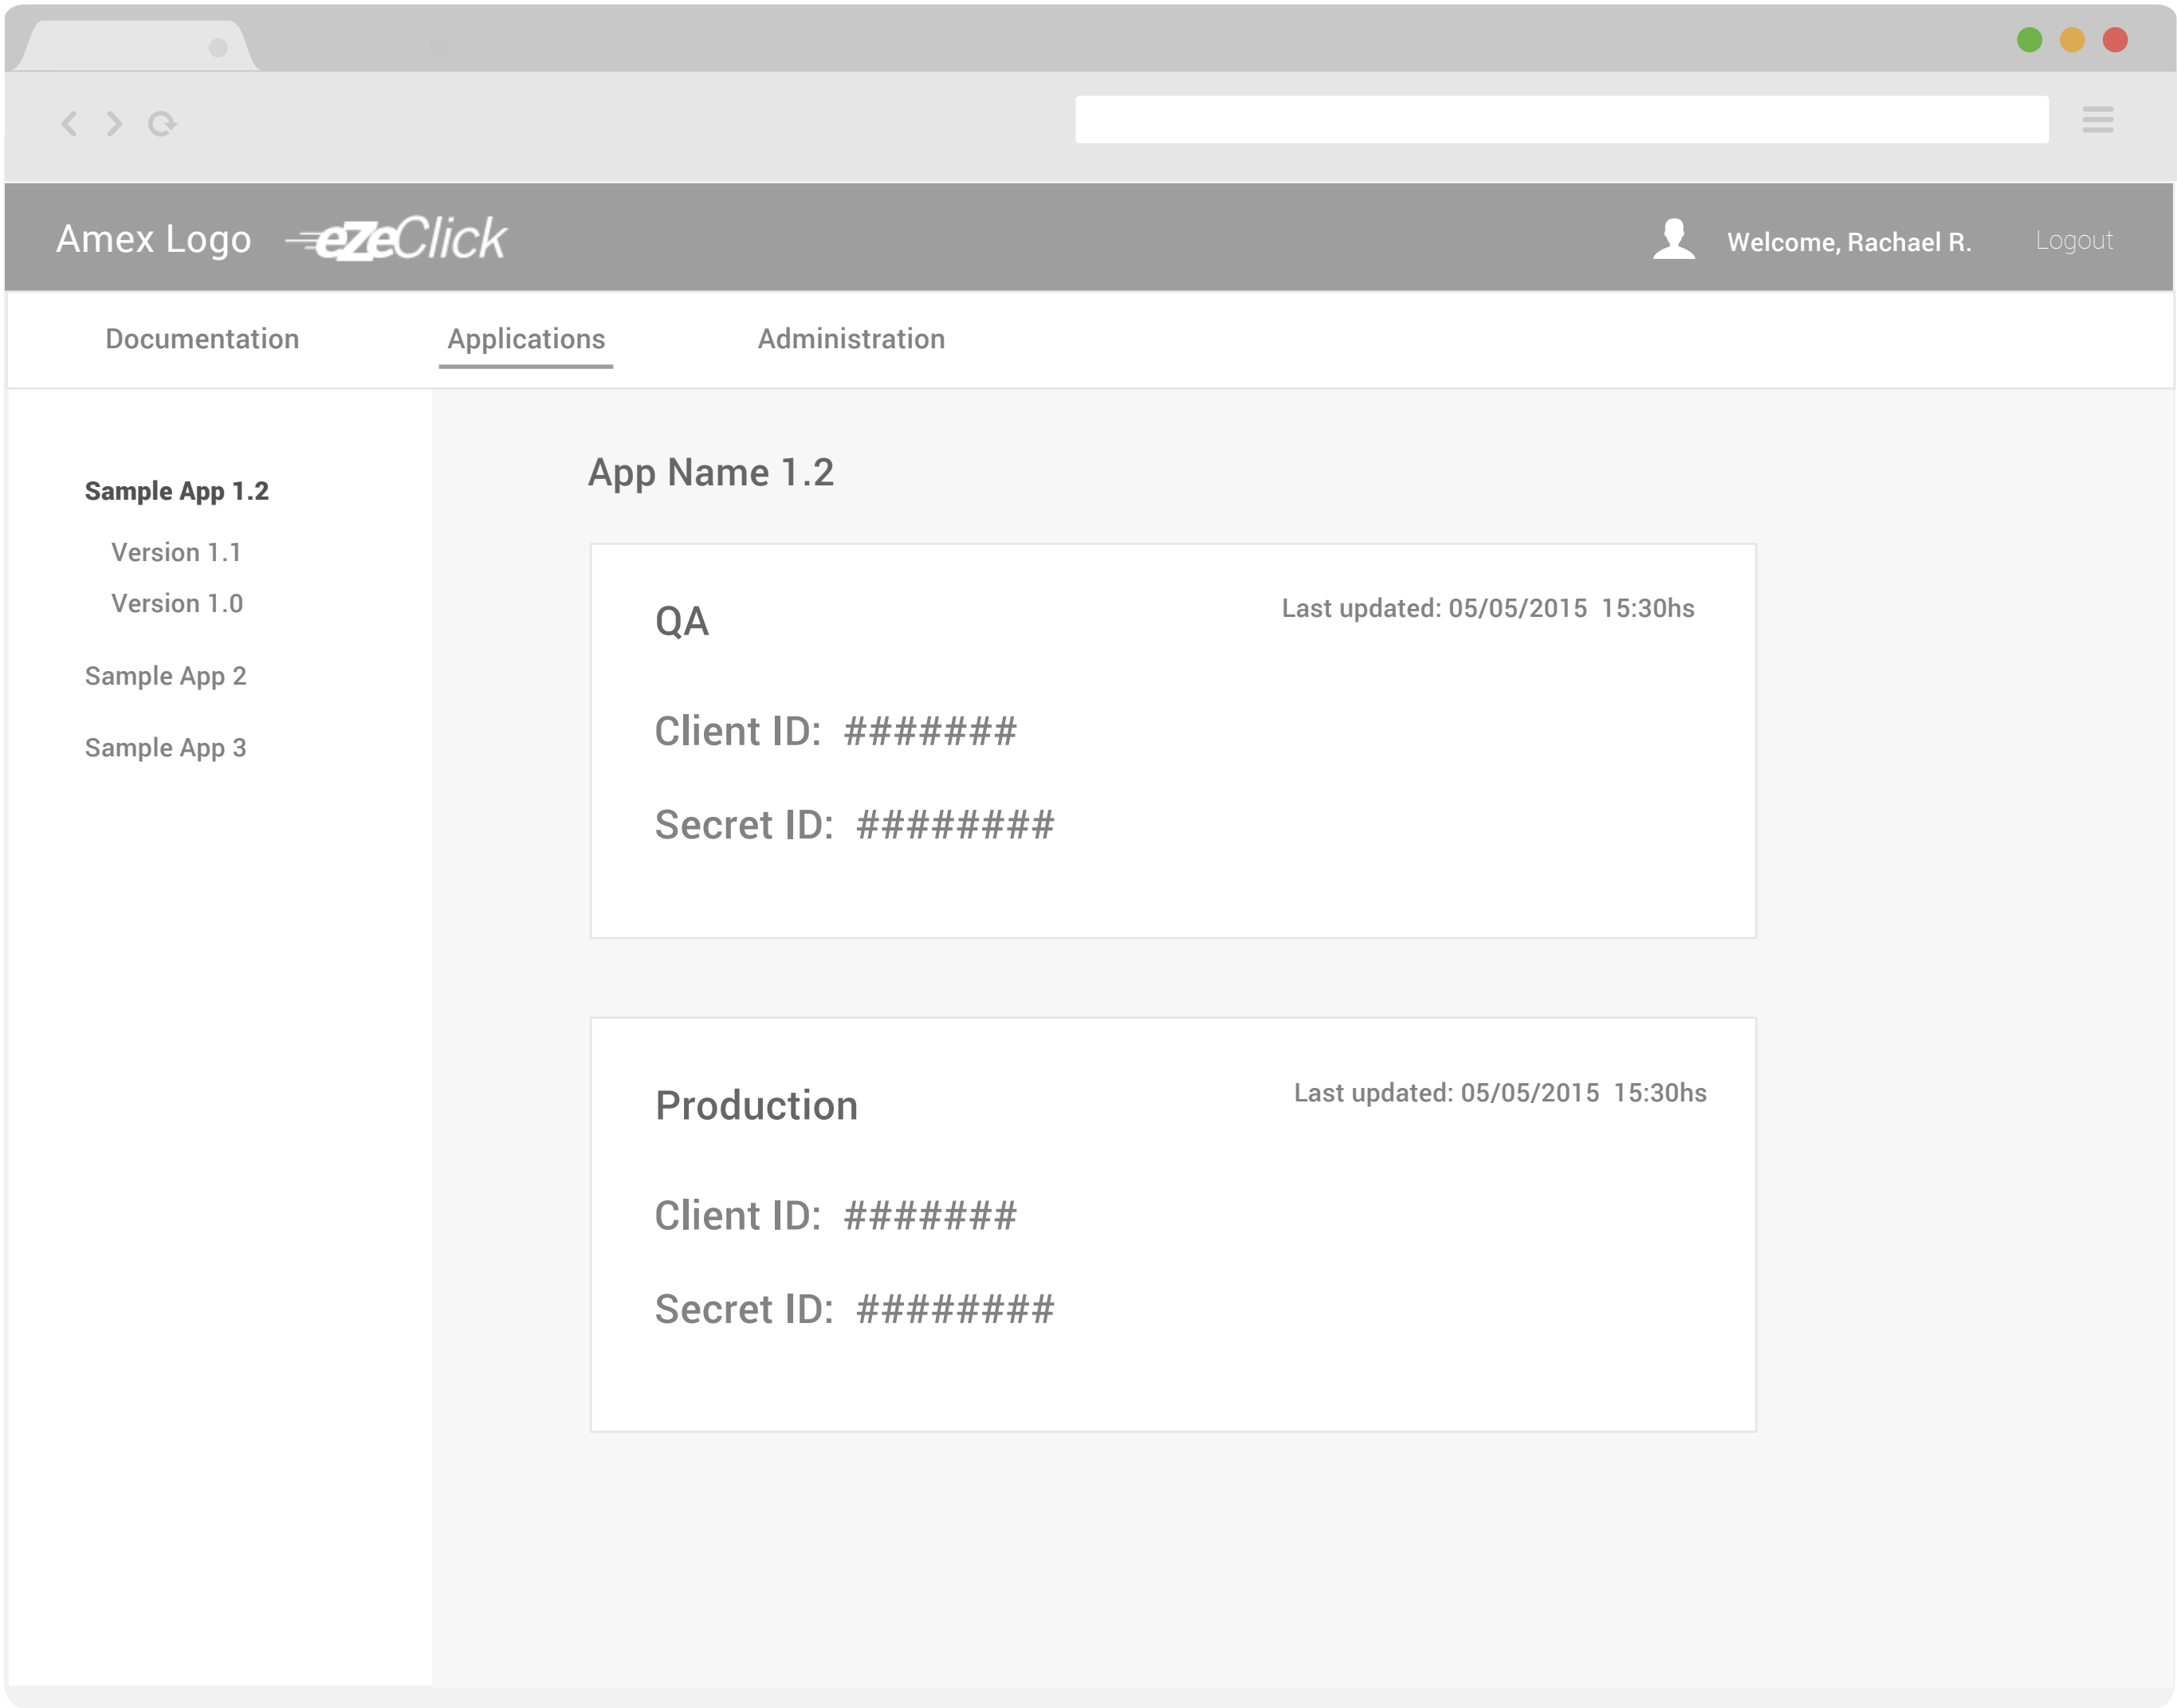 Amex Logo ezeClick Welcome, Rachael R. Logout
Documentation Applications Administration
Sample App 1.2
Version 1.1
Version 1.0
Sample App 2
Sample App 3
App Name 1.2
QA Last updated: 05/05/2015 15:30hs
Client ID: #######
Secret ID: ########
Production Last updated: 05/05/2015 15:30hs
Client ID: #######
Secret ID: ########